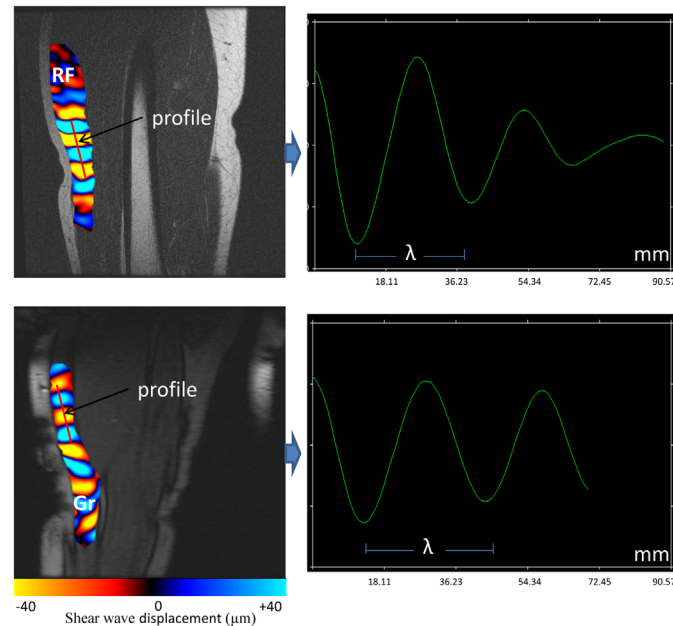 RF
profile
λ
mm
18.11 36.23 54.34 72.45 90.57
profile
Gr
λ
mm
18.11 36.23 54.34 72.45 90.57
-40 0 +40
Shear wave displacement (µm)